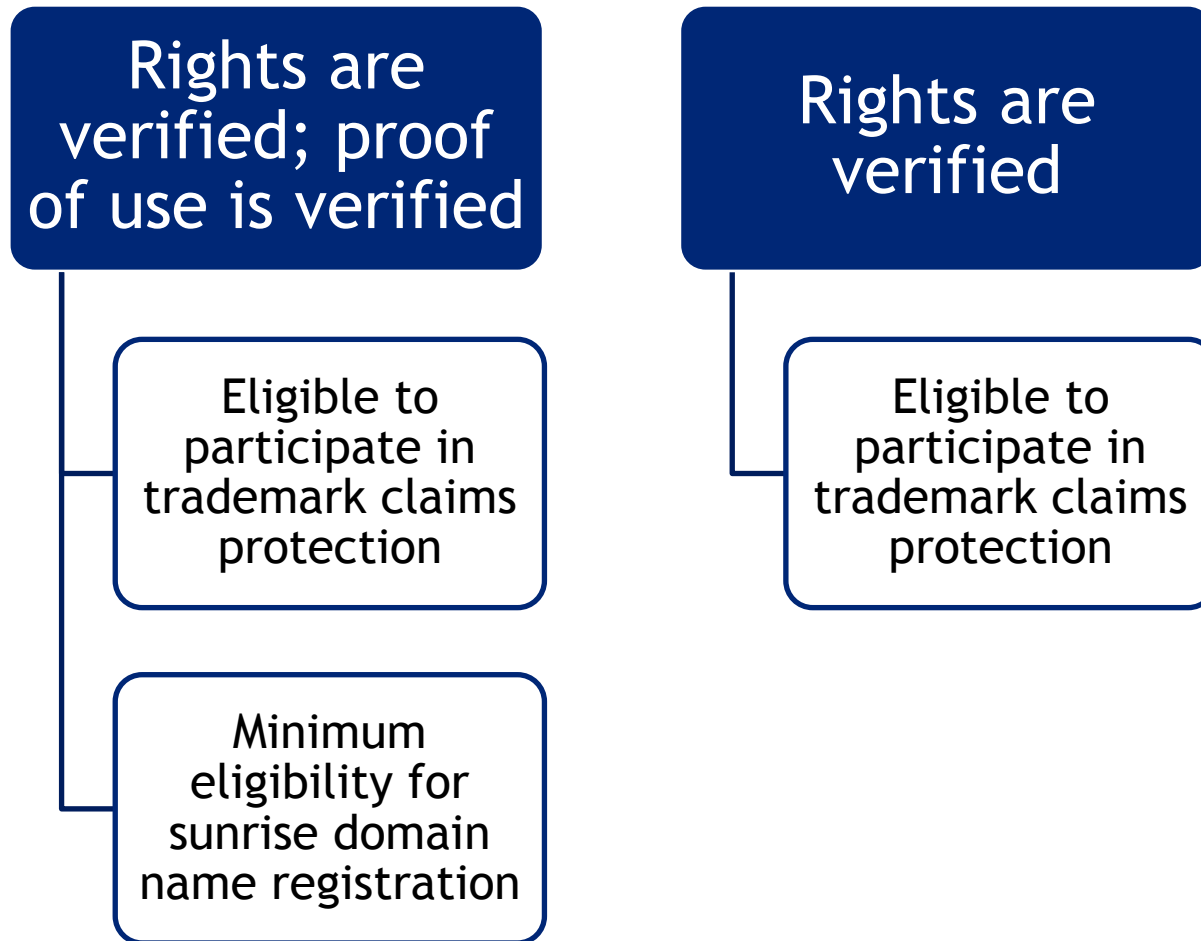 Rights are
verified; proof
of use is verified
Eligible to
participate in
trademark claims
protection
Minimum
eligibility for
sunrise domain
name registration
Rights are
verified
Eligible to
participate in
trademark claims
protection